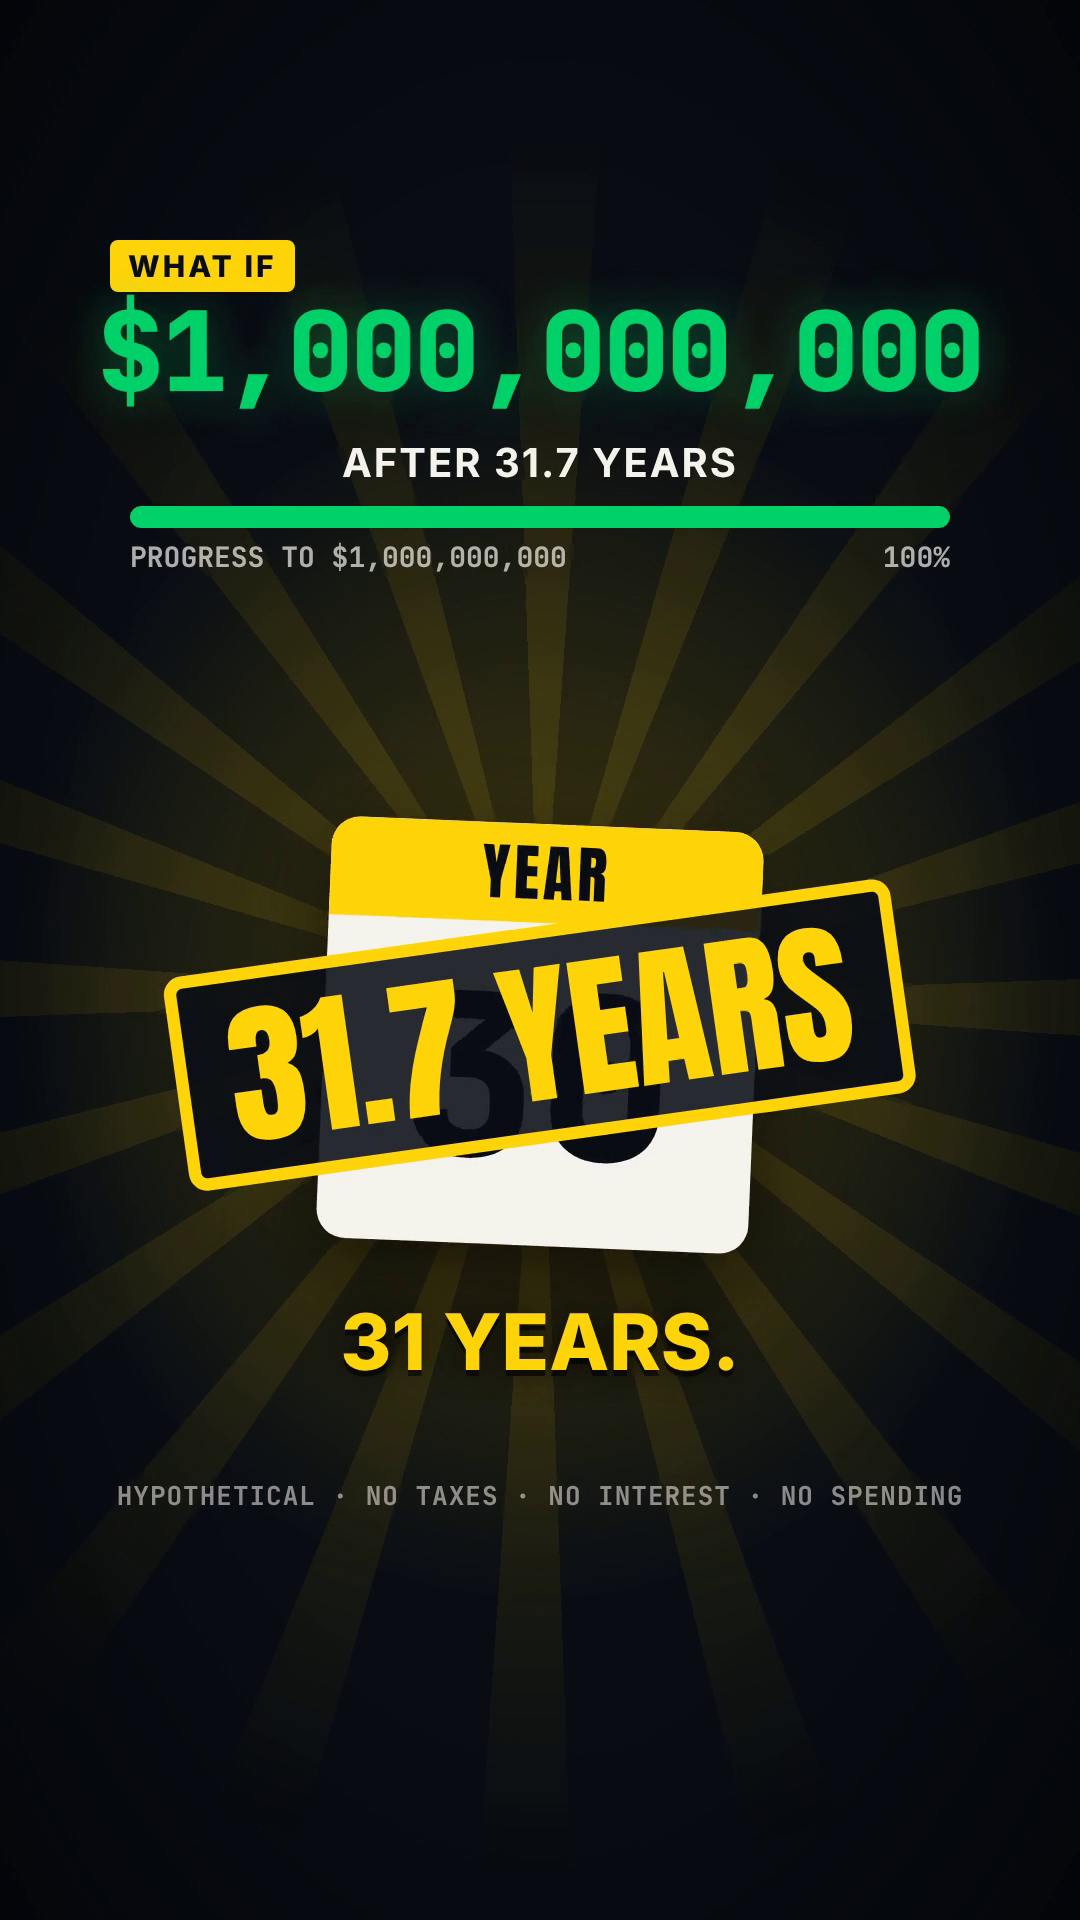 WHAT IF
$1,000,000,000
AFTER 31.7 YEARS
PROGRESS TO $1,000,000,000 100%
YEAR
31.7 YEARS
30
31 YEARS.
HYPOTHETICAL · NO TAXES · NO INTEREST · NO SPENDING